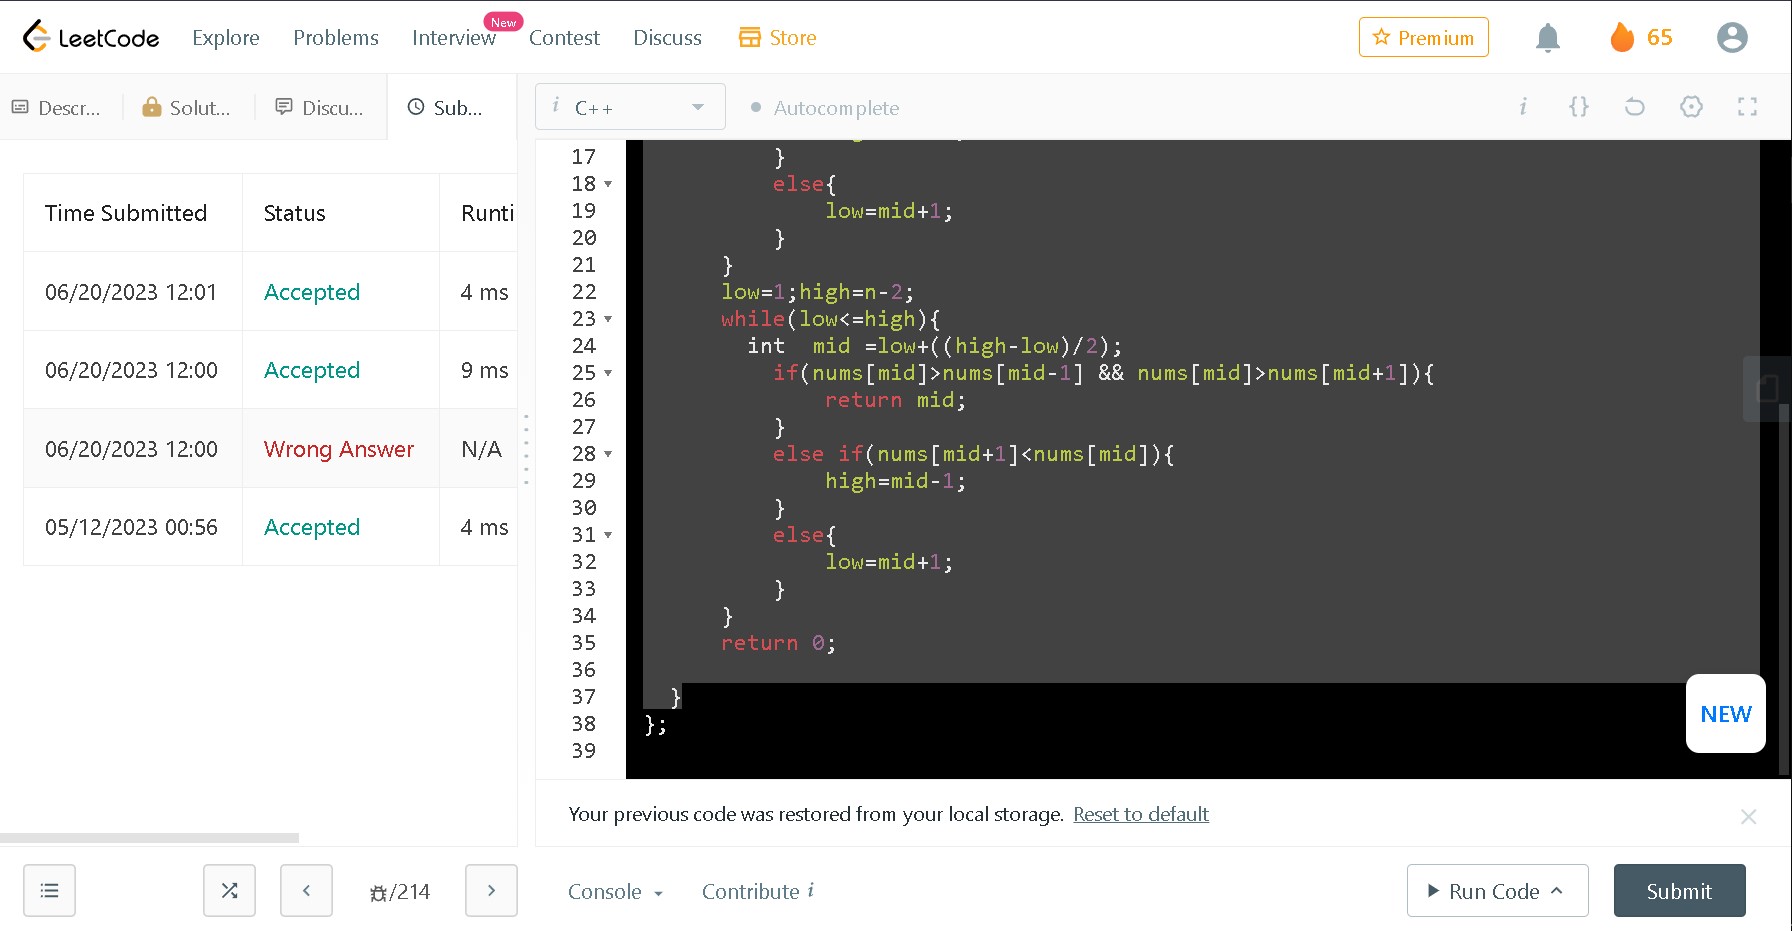 LeetCode Explore Problems Interview New Contest Discuss Store Premium 65
Descr... Solut... Discu... Sub...
Time Submitted Status Runti
06/20/2023 12:01 Accepted 4 ms
06/20/2023 12:00 Accepted 9 ms
06/20/2023 12:00 Wrong Answer N/A
05/12/2023 00:56 Accepted 4 ms
/214
i C++ Autocomplete i {}
17 }
18 else{
19 low=mid+1;
20 }
21 }
22 low=1;high=n-2;
23 while(low<=high){
24 int  mid =low+((high-low)/2);
25 if(nums[mid]>nums[mid-1] && nums[mid]>nums[mid+1]){
26 return mid;
27 }
28 else if(nums[mid+1]<nums[mid]){
29 high=mid-1;
30 }
31 else{
32 low=mid+1;
33 }
34 }
35 return 0;
36
37 }
38 };
39
NEW
Your previous code was restored from your local storage. Reset to default
Console Contribute i Run Code Submit